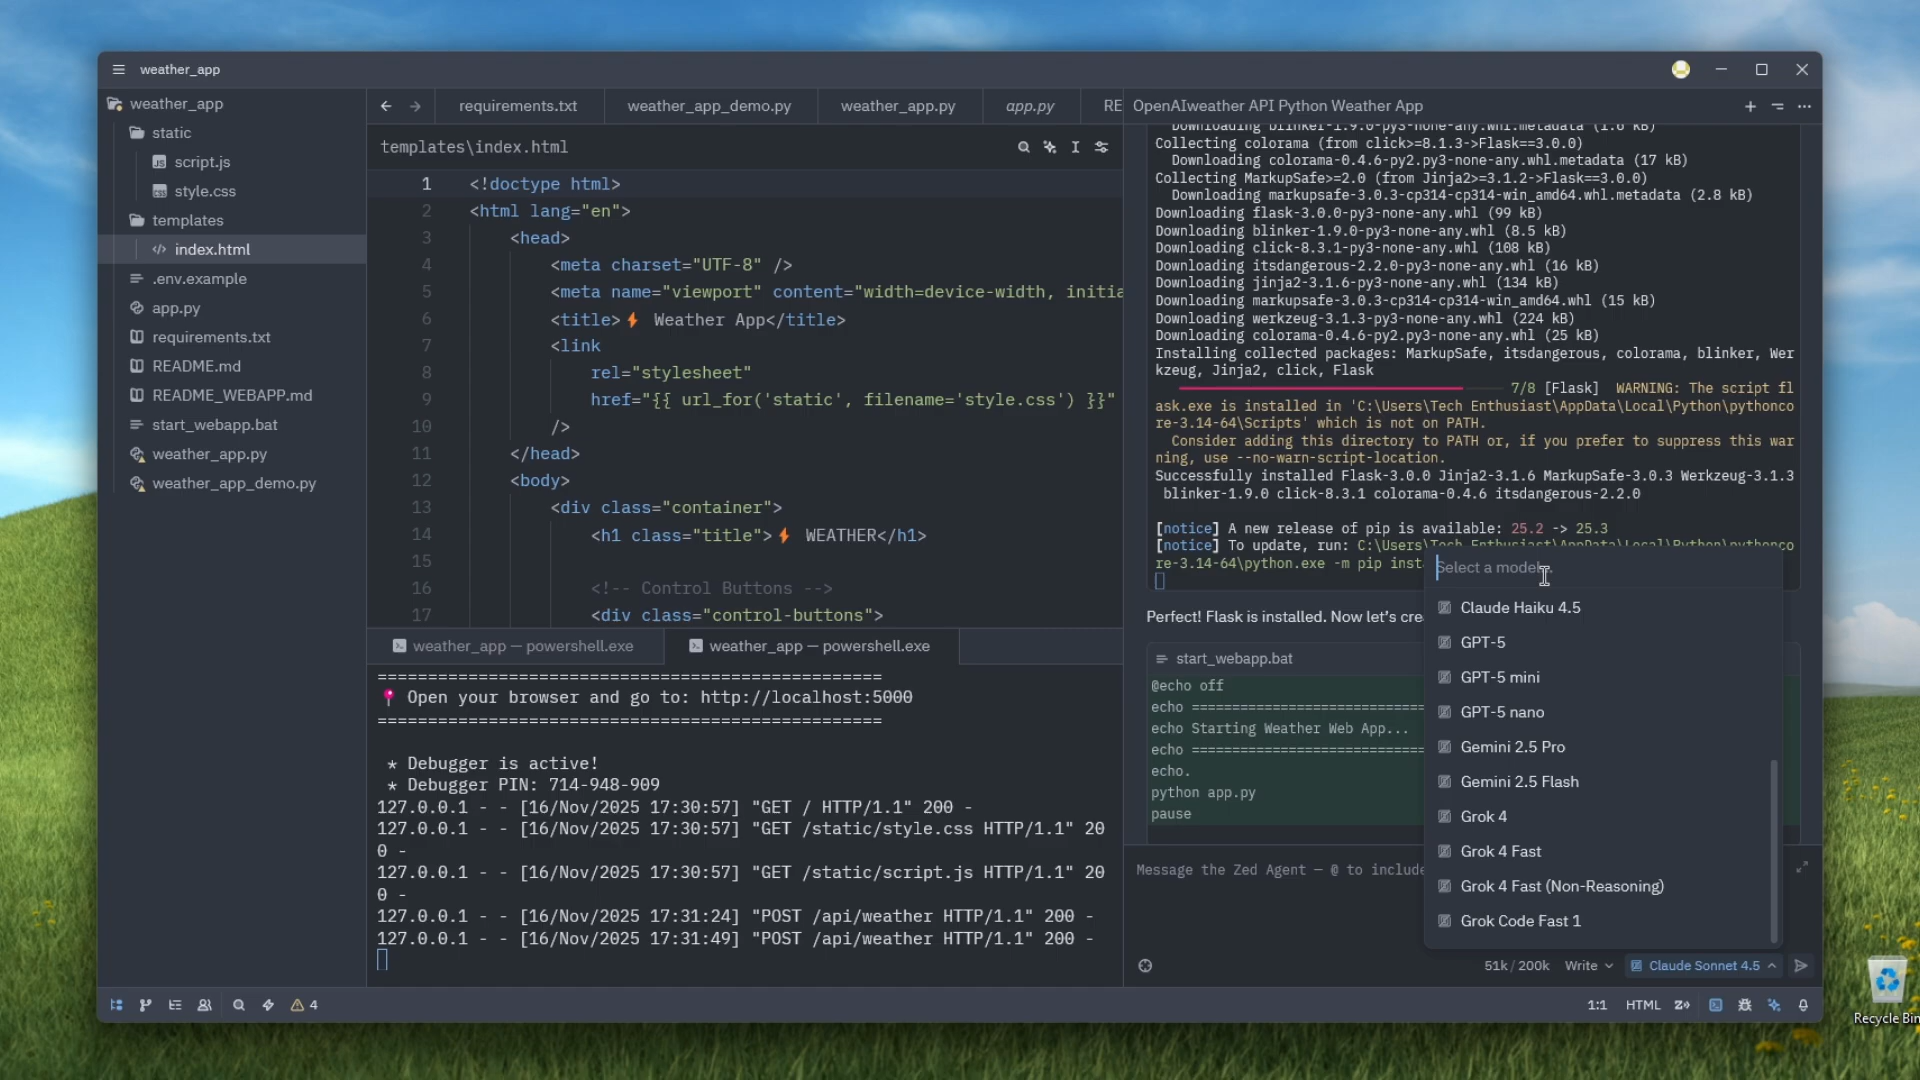 weather_app
weather_app
static
script.js
style.css
templates
index.html
.env.example
app.py
requirements.txt
README.md
README_WEBAPP.md
start_webapp.bat
weather_app.py
weather_app_demo.py
requirements.txt
weather_app_demo.py
weather_app.py
app.py
RE
templates\index.html
1 <!doctype html>
2 <html lang="en">
3 <head>
4 <meta charset="UTF-8" />
5 <meta name="viewport" content="width=device-width, initia
6 <title>⚡ Weather App</title>
7 <link
8 rel="stylesheet"
9 href="{{ url_for('static', filename='style.css') }}"
10 />
11 </head>
12 <body>
13 <div class="container">
14 <h1 class="title">⚡ WEATHER</h1>
15
16 <!-- Control Buttons -->
17 <div class="control-buttons">
weather_app — powershell.exe
weather_app — powershell.exe
================================================
📍 Open your browser and go to: http://localhost:5000
================================================
* Debugger is active!
* Debugger PIN: 714-948-909
127.0.0.1 - - [16/Nov/2025 17:30:57] "GET / HTTP/1.1" 200 -
127.0.0.1 - - [16/Nov/2025 17:30:57] "GET /static/style.css HTTP/1.1" 20
0 -
127.0.0.1 - - [16/Nov/2025 17:30:57] "GET /static/script.js HTTP/1.1" 20
0 -
127.0.0.1 - - [16/Nov/2025 17:31:24] "POST /api/weather HTTP/1.1" 200 -
127.0.0.1 - - [16/Nov/2025 17:31:49] "POST /api/weather HTTP/1.1" 200 -
OpenAIweather API Python Weather App
Downloading blinker-1.9.0-py3-none-any.whl.metadata (1.6 kB)
Collecting colorama (from click>=8.1.3->Flask==3.0.0)
Downloading colorama-0.4.6-py2.py3-none-any.whl.metadata (17 kB)
Collecting MarkupSafe>=2.0 (from Jinja2>=3.1.2->Flask==3.0.0)
Downloading markupsafe-3.0.3-cp314-cp314-win_amd64.whl.metadata (2.8 kB)
Downloading flask-3.0.0-py3-none-any.whl (99 kB)
Downloading blinker-1.9.0-py3-none-any.whl (8.5 kB)
Downloading click-8.3.1-py3-none-any.whl (108 kB)
Downloading itsdangerous-2.2.0-py3-none-any.whl (16 kB)
Downloading jinja2-3.1.6-py3-none-any.whl (134 kB)
Downloading markupsafe-3.0.3-cp314-cp314-win_amd64.whl (15 kB)
Downloading werkzeug-3.1.3-py3-none-any.whl (224 kB)
Downloading colorama-0.4.6-py2.py3-none-any.whl (25 kB)
Installing collected packages: MarkupSafe, itsdangerous, colorama, blinker, Wer
kzeug, Jinja2, click, Flask
7/8 [Flask] WARNING: The script fl
ask.exe is installed in 'C:\Users\Tech Enthusiast\AppData\Local\Python\pythonco
re-3.14-64\Scripts' which is not on PATH.
Consider adding this directory to PATH or, if you prefer to suppress this war
ning, use --no-warn-script-location.
Successfully installed Flask-3.0.0 Jinja2-3.1.6 MarkupSafe-3.0.3 Werkzeug-3.1.3
blinker-1.9.0 click-8.3.1 colorama-0.4.6 itsdangerous-2.2.0
[notice] A new release of pip is available: 25.2 -> 25.3
[notice] To update, run: C:\Users\Tech Enthusiast\AppData\Local\Python\pythonco
re-3.14-64\python.exe -m pip inst
Perfect! Flask is installed. Now let's cre
start_webapp.bat
@echo off
echo =============================
echo Starting Weather Web App...
echo =============================
echo.
python app.py
pause
Select a model…
Claude Haiku 4.5
GPT-5
GPT-5 mini
GPT-5 nano
Gemini 2.5 Pro
Gemini 2.5 Flash
Grok 4
Grok 4 Fast
Grok 4 Fast (Non-Reasoning)
Grok Code Fast 1
Message the Zed Agent — @ to include
51k / 200k
Write
Claude Sonnet 4.5
4
1:1
HTML
Recycle Bin